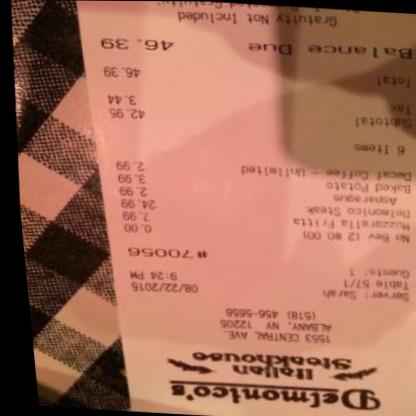 Delmonico's
Italian
Steakhouse
1553 CENTRAL AVE.
ALBANY, NY 12205
(518) 456-5656
Server: Sarah 08/22/2015
Table 57/1 9:24 PM
Guests: 1
#70056
No Bev (2 @0.00) 0.00
Mozzarella Fritta 7.99
Delmonico Steak 24.99
Asparagus 2.99
Baked Potato 3.99
Decaf Coffee - Unlimited 2.99
6 Items
Subtotal 42.95
Tax 3.44
Total 46.39
Balance Due 46.39
Gratuity Not Included